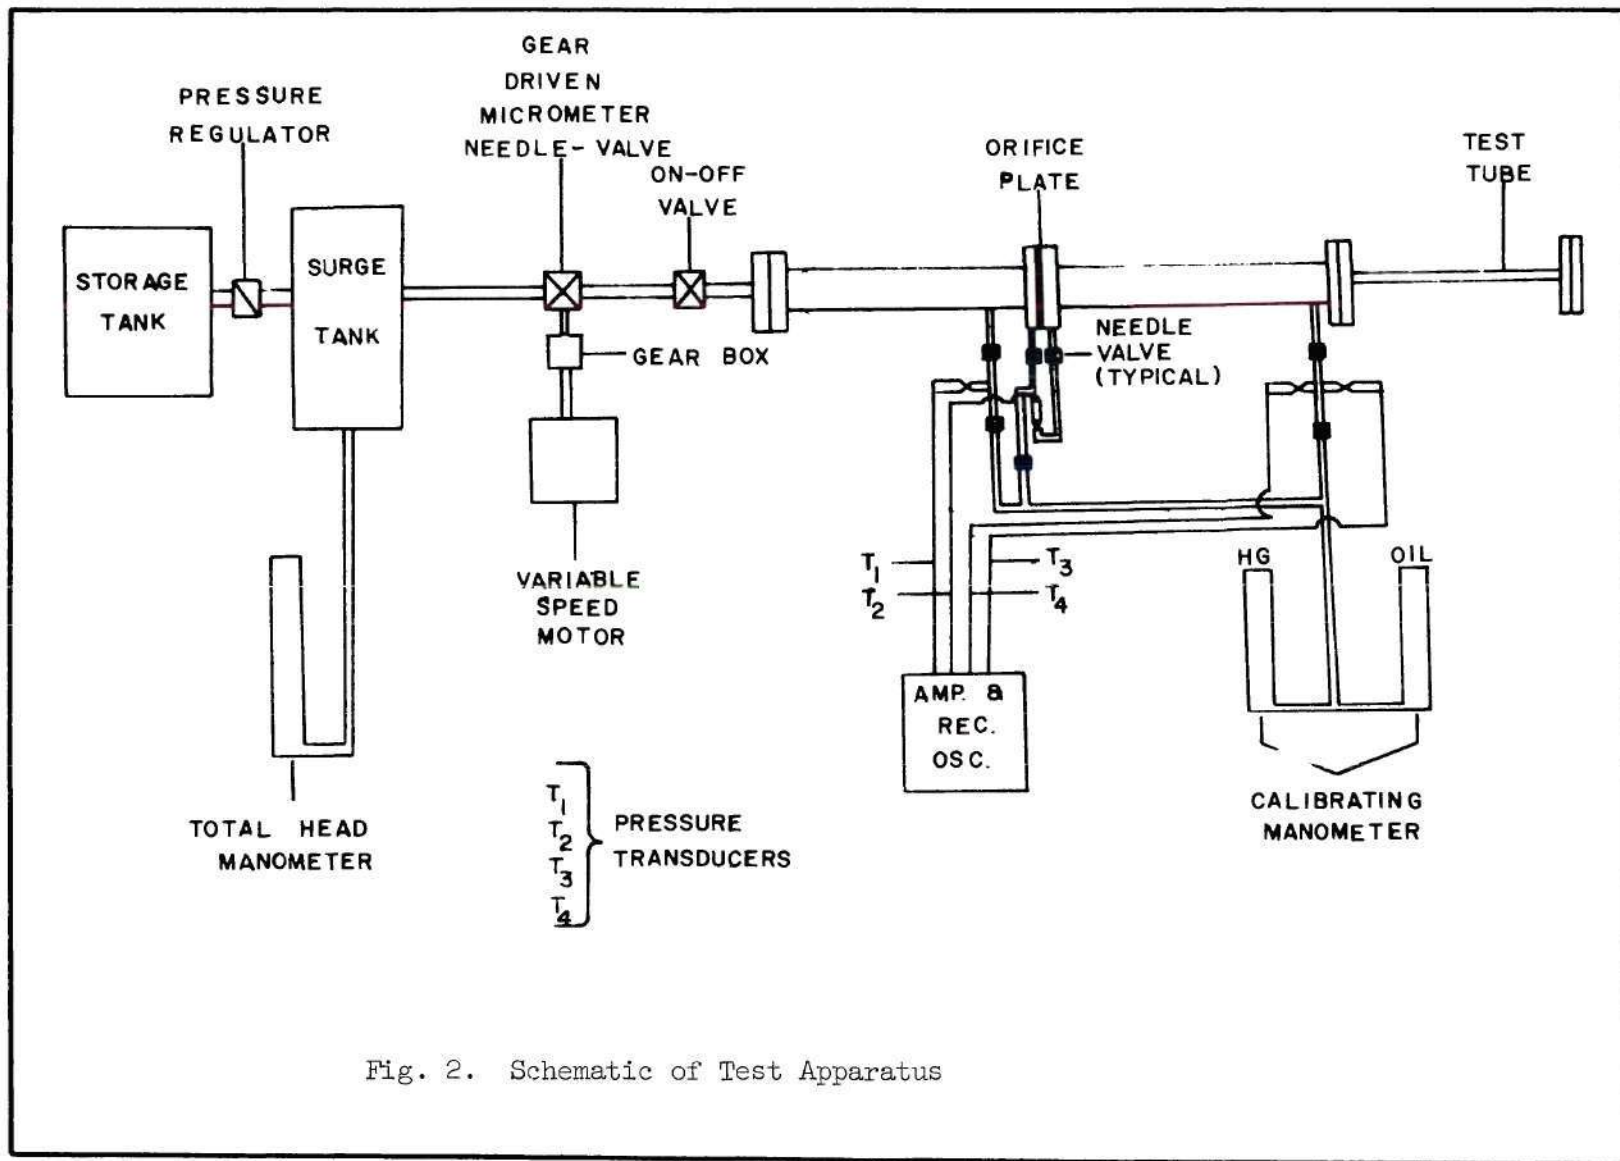 PRESSURE
REGULATOR
GEAR
DRIVEN
MICROMETER
NEEDLE-VALVE
ON-OFF
VALVE
ORIFICE
PLATE
TEST
TUBE
STORAGE
TANK
SURGE
TANK
GEAR BOX
NEEDLE
VALVE
(TYPICAL)
VARIABLE
SPEED
MOTOR
T1
T2
T3
T4
HG
OIL
AMP. &
REC.
OSC.
TOTAL HEAD
MANOMETER
T1
T2
T3
T4
PRESSURE
TRANSDUCERS
CALIBRATING
MANOMETER
Fig. 2. Schematic of Test Apparatus